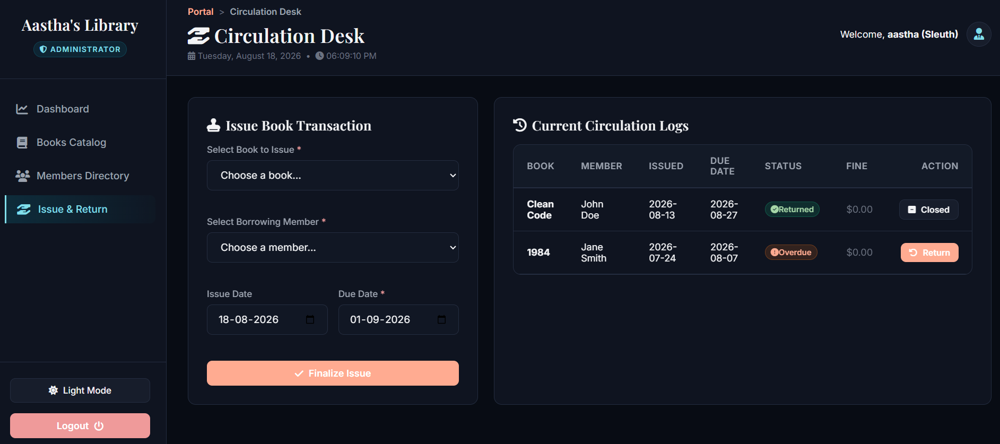 Aastha's Library
ADMINISTRATOR
Dashboard
Books Catalog
Members Directory
Issue & Return
Light Mode
Logout
Portal > Circulation Desk
Circulation Desk
Tuesday, August 18, 2026 • 06:09:10 PM
Welcome, aastha (Sleuth)
Issue Book Transaction
Select Book to Issue *
Choose a book...
Select Borrowing Member *
Choose a member...
Issue Date Due Date *
18-08-2026 01-09-2026
Finalize Issue
Current Circulation Logs
BOOK MEMBER ISSUED DUE DATE STATUS FINE ACTION
Clean Code John Doe 2026-08-13 2026-08-27 Returned $0.00 Closed
1984 Jane Smith 2026-07-24 2026-08-07 Overdue $0.00 Return